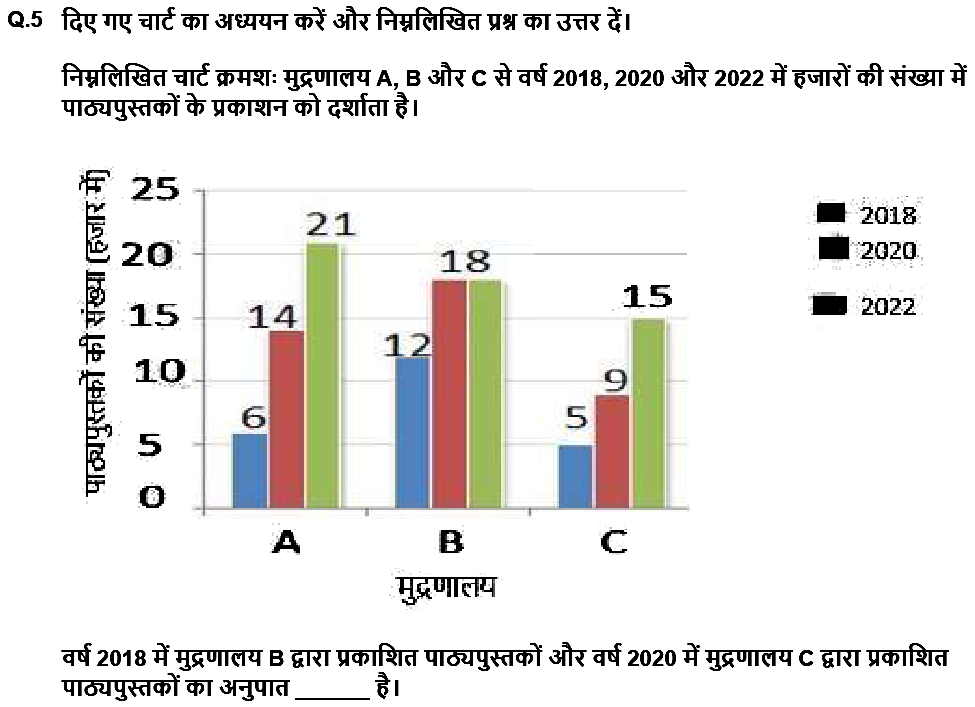 Q.5 दिए गए चार्ट का अध्ययन करें और निम्नलिखित प्रश्न का उत्तर दें।
निम्नलिखित चार्ट क्रमशः मुद्रणालय A, B और C से वर्ष 2018, 2020 और 2022 में हजारों की संख्या में
पाठ्यपुस्तकों के प्रकाशन को दर्शाता है।
पाठ्यपुस्तकों की संख्या (हजार में)
25
20
15
10
5
0
6
14
21
12
18
5
9
15
A B C
मुद्रणालय
2018
2020
2022
वर्ष 2018 में मुद्रणालय B द्वारा प्रकाशित पाठ्यपुस्तकों और वर्ष 2020 में मुद्रणालय C द्वारा प्रकाशित
पाठ्यपुस्तकों का अनुपात ______ है।